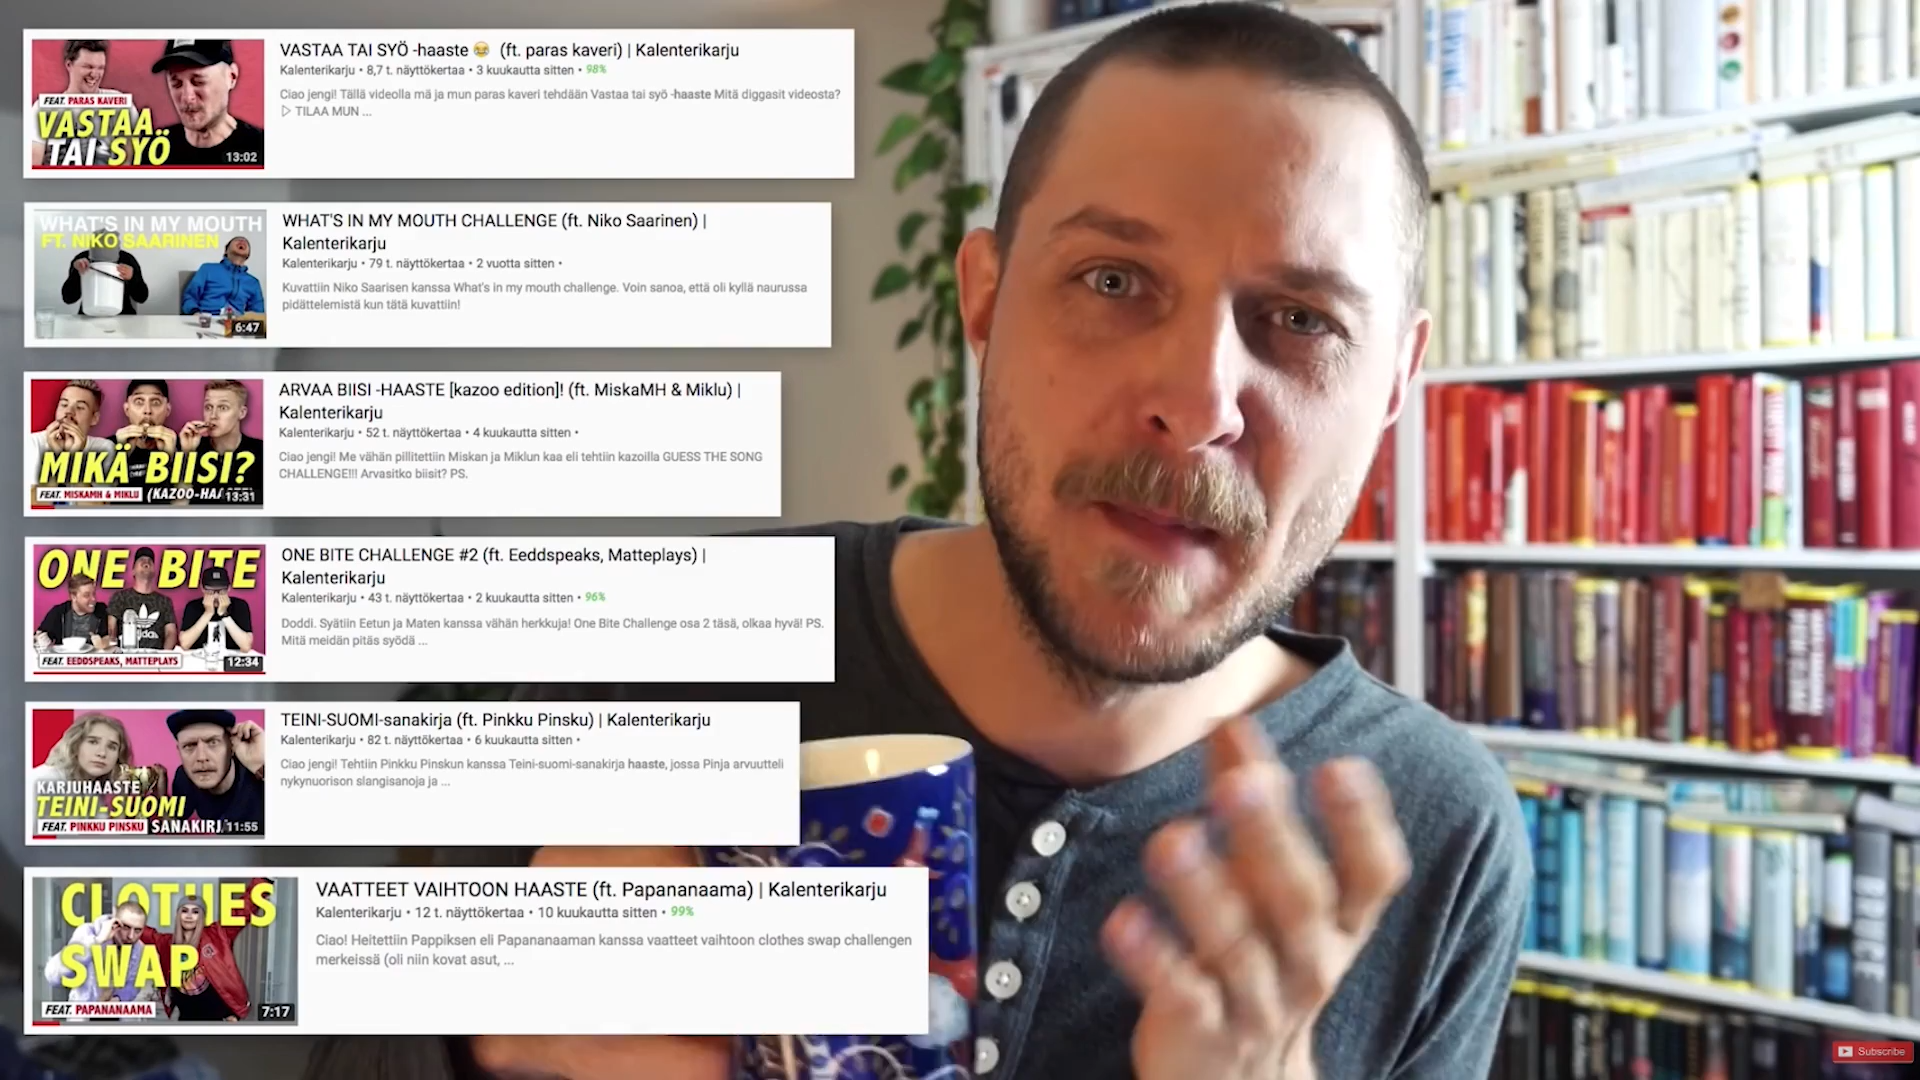 VASTAA TAI SYÖ -haaste 😂 (ft. paras kaveri) | Kalenterikarju
Kalenterikarju • 8,7 t. näyttökertaa • 3 kuukautta sitten • 98%
Ciao jengi! Tällä videolla mä ja mun paras kaveri tehdään Vastaa tai syö -haaste Mitä diggasit videosta?
▷ TILAA MUN ...
FEAT. PARAS KAVERI
VASTAA
TAI SYÖ
13:02
WHAT'S IN MY MOUTH CHALLENGE (ft. Niko Saarinen) |
Kalenterikarju
Kalenterikarju • 79 t. näyttökertaa • 2 vuotta sitten •
Kuvattiin Niko Saarisen kanssa What's in my mouth challenge. Voin sanoa, että oli kyllä naurussa
pidättelemistä kun tätä kuvattiin!
WHAT'S IN MY MOUTH
FT. NIKO SAARINEN
6:47
ARVAA BIISI -HAASTE [kazoo edition]! (ft. MiskaMH & Miklu) |
Kalenterikarju
Kalenterikarju • 52 t. näyttökertaa • 4 kuukautta sitten •
Ciao jengi! Me vähän pillitettiin Miskan ja Miklun kaa eli tehtiin kazoilla GUESS THE SONG
CHALLENGE!!! Arvasitko biisit? PS.
MIKÄ BIISI?
FEAT. MISKAMH & MIKLU (KAZOO-HA
13:31
ONE BITE CHALLENGE #2 (ft. Eeddspeaks, Matteplays) |
Kalenterikarju
Kalenterikarju • 43 t. näyttökertaa • 2 kuukautta sitten • 96%
Doddi. Syätiin Eetun ja Maten kanssa vähän herkkuja! One Bite Challenge osa 2 täsä, olkaa hyvä! PS.
Mitä meidän pitäs syödä ...
ONE BITE
adidas
FEAT. EEDDSPEAKS, MATTEPLAYS
12:34
TEINI-SUOMI-sanakirja (ft. Pinkku Pinsku) | Kalenterikarju
Kalenterikarju • 82 t. näyttökertaa • 6 kuukautta sitten •
Ciao jengi! Tehtiin Pinkku Pinskun kanssa Teini-suomi-sanakirja haaste, jossa Pinja arvuutteli
nykynuorison slangisanoja ja ...
KARJUHAASTE
TEINI-SUOMI
FEAT. PINKKU PINSKU SANAKIRJ
11:55
VAATTEET VAIHTOON HAASTE (ft. Papananaama) | Kalenterikarju
Kalenterikarju • 12 t. näyttökertaa • 10 kuukautta sitten • 99%
Ciao! Heitettiin Pappiksen eli Papananaaman kanssa vaatteet vaihtoon clothes swap challengen
merkeissä (oli niin kovat asut, ...
CLOTHES
SWAP
FEAT. PAPANANAAMA
7:17
Subscribe